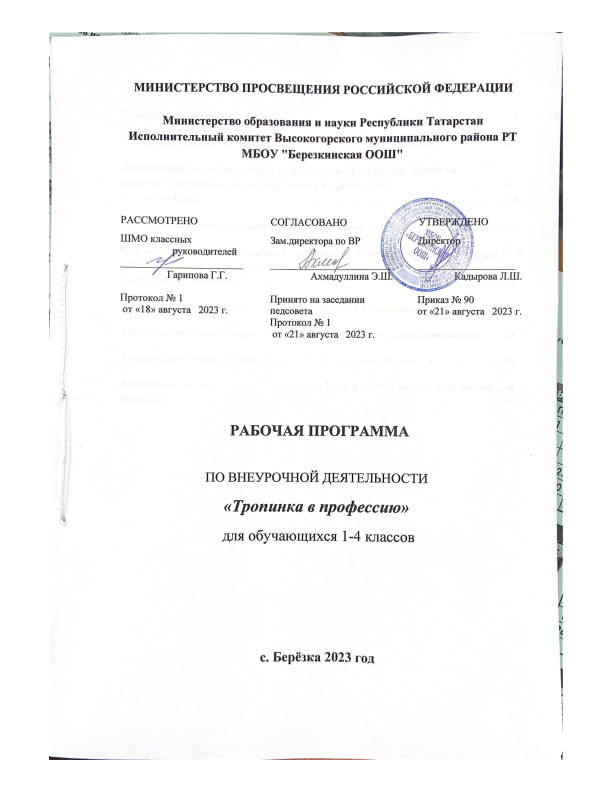 МИНИСТЕРСТВО ПРОСВЕЩЕНИЯ РОССИЙСКОЙ ФЕДЕРАЦИИ
Министерство образования и науки Республики Татарстан
Исполнительный комитет Высокогорского муниципального района РТ
МБОУ "Березкинская ООШ"
РАССМОТРЕНО
ШМО классных
руководителей
Гарипова Г.Г.
Протокол № 1
от «18» августа 2023 г.
СОГЛАСОВАНО
Зам.директора по ВР
Ахмадуллина Э.Ш.
Принято на заседании
педсовета
Протокол № 1
от «21» августа 2023 г.
УТВЕРЖДЕНО
Директор
Кадырова Л.Ш.
Приказ № 90
от «21» августа 2023 г.
РАБОЧАЯ ПРОГРАММА
ПО ВНЕУРОЧНОЙ ДЕЯТЕЛЬНОСТИ
«Тропинка в профессию»
для обучающихся 1-4 классов
с. Берёзка 2023 год